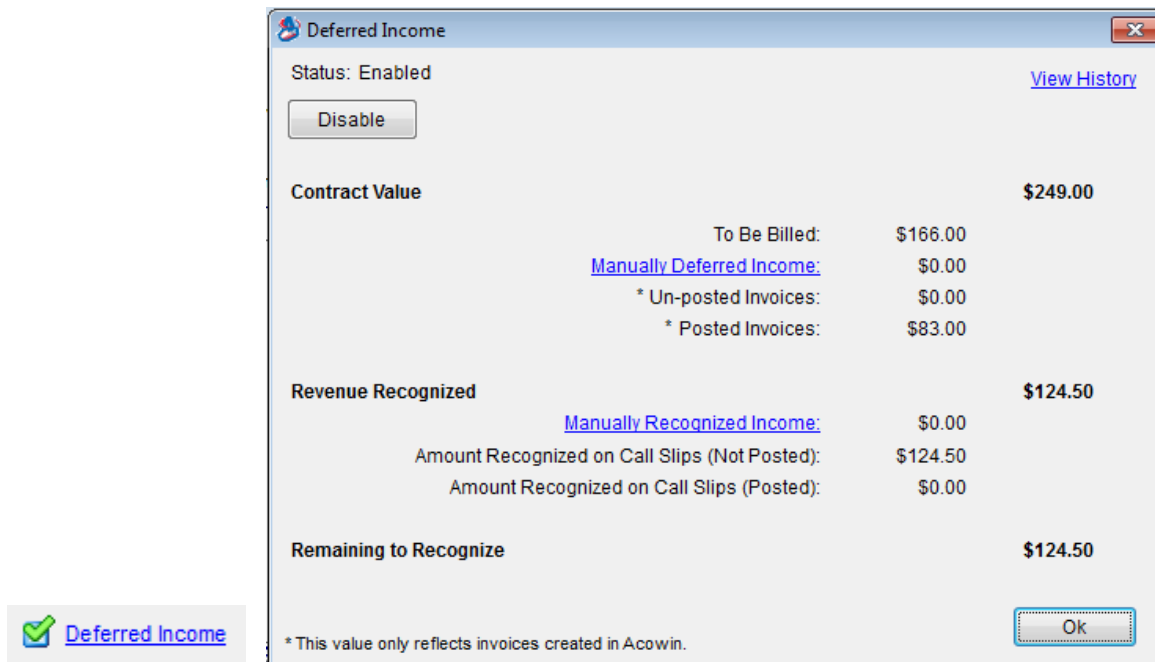 Deferred Income
Status: Enabled
View History
Disable
Contract Value $249.00
To Be Billed: $166.00
Manually Deferred Income: $0.00
* Un-posted Invoices: $0.00
* Posted Invoices: $83.00
Revenue Recognized $124.50
Manually Recognized Income: $0.00
Amount Recognized on Call Slips (Not Posted): $124.50
Amount Recognized on Call Slips (Posted): $0.00
Remaining to Recognize $124.50
Deferred Income
Ok
* This value only reflects invoices created in Acowin.